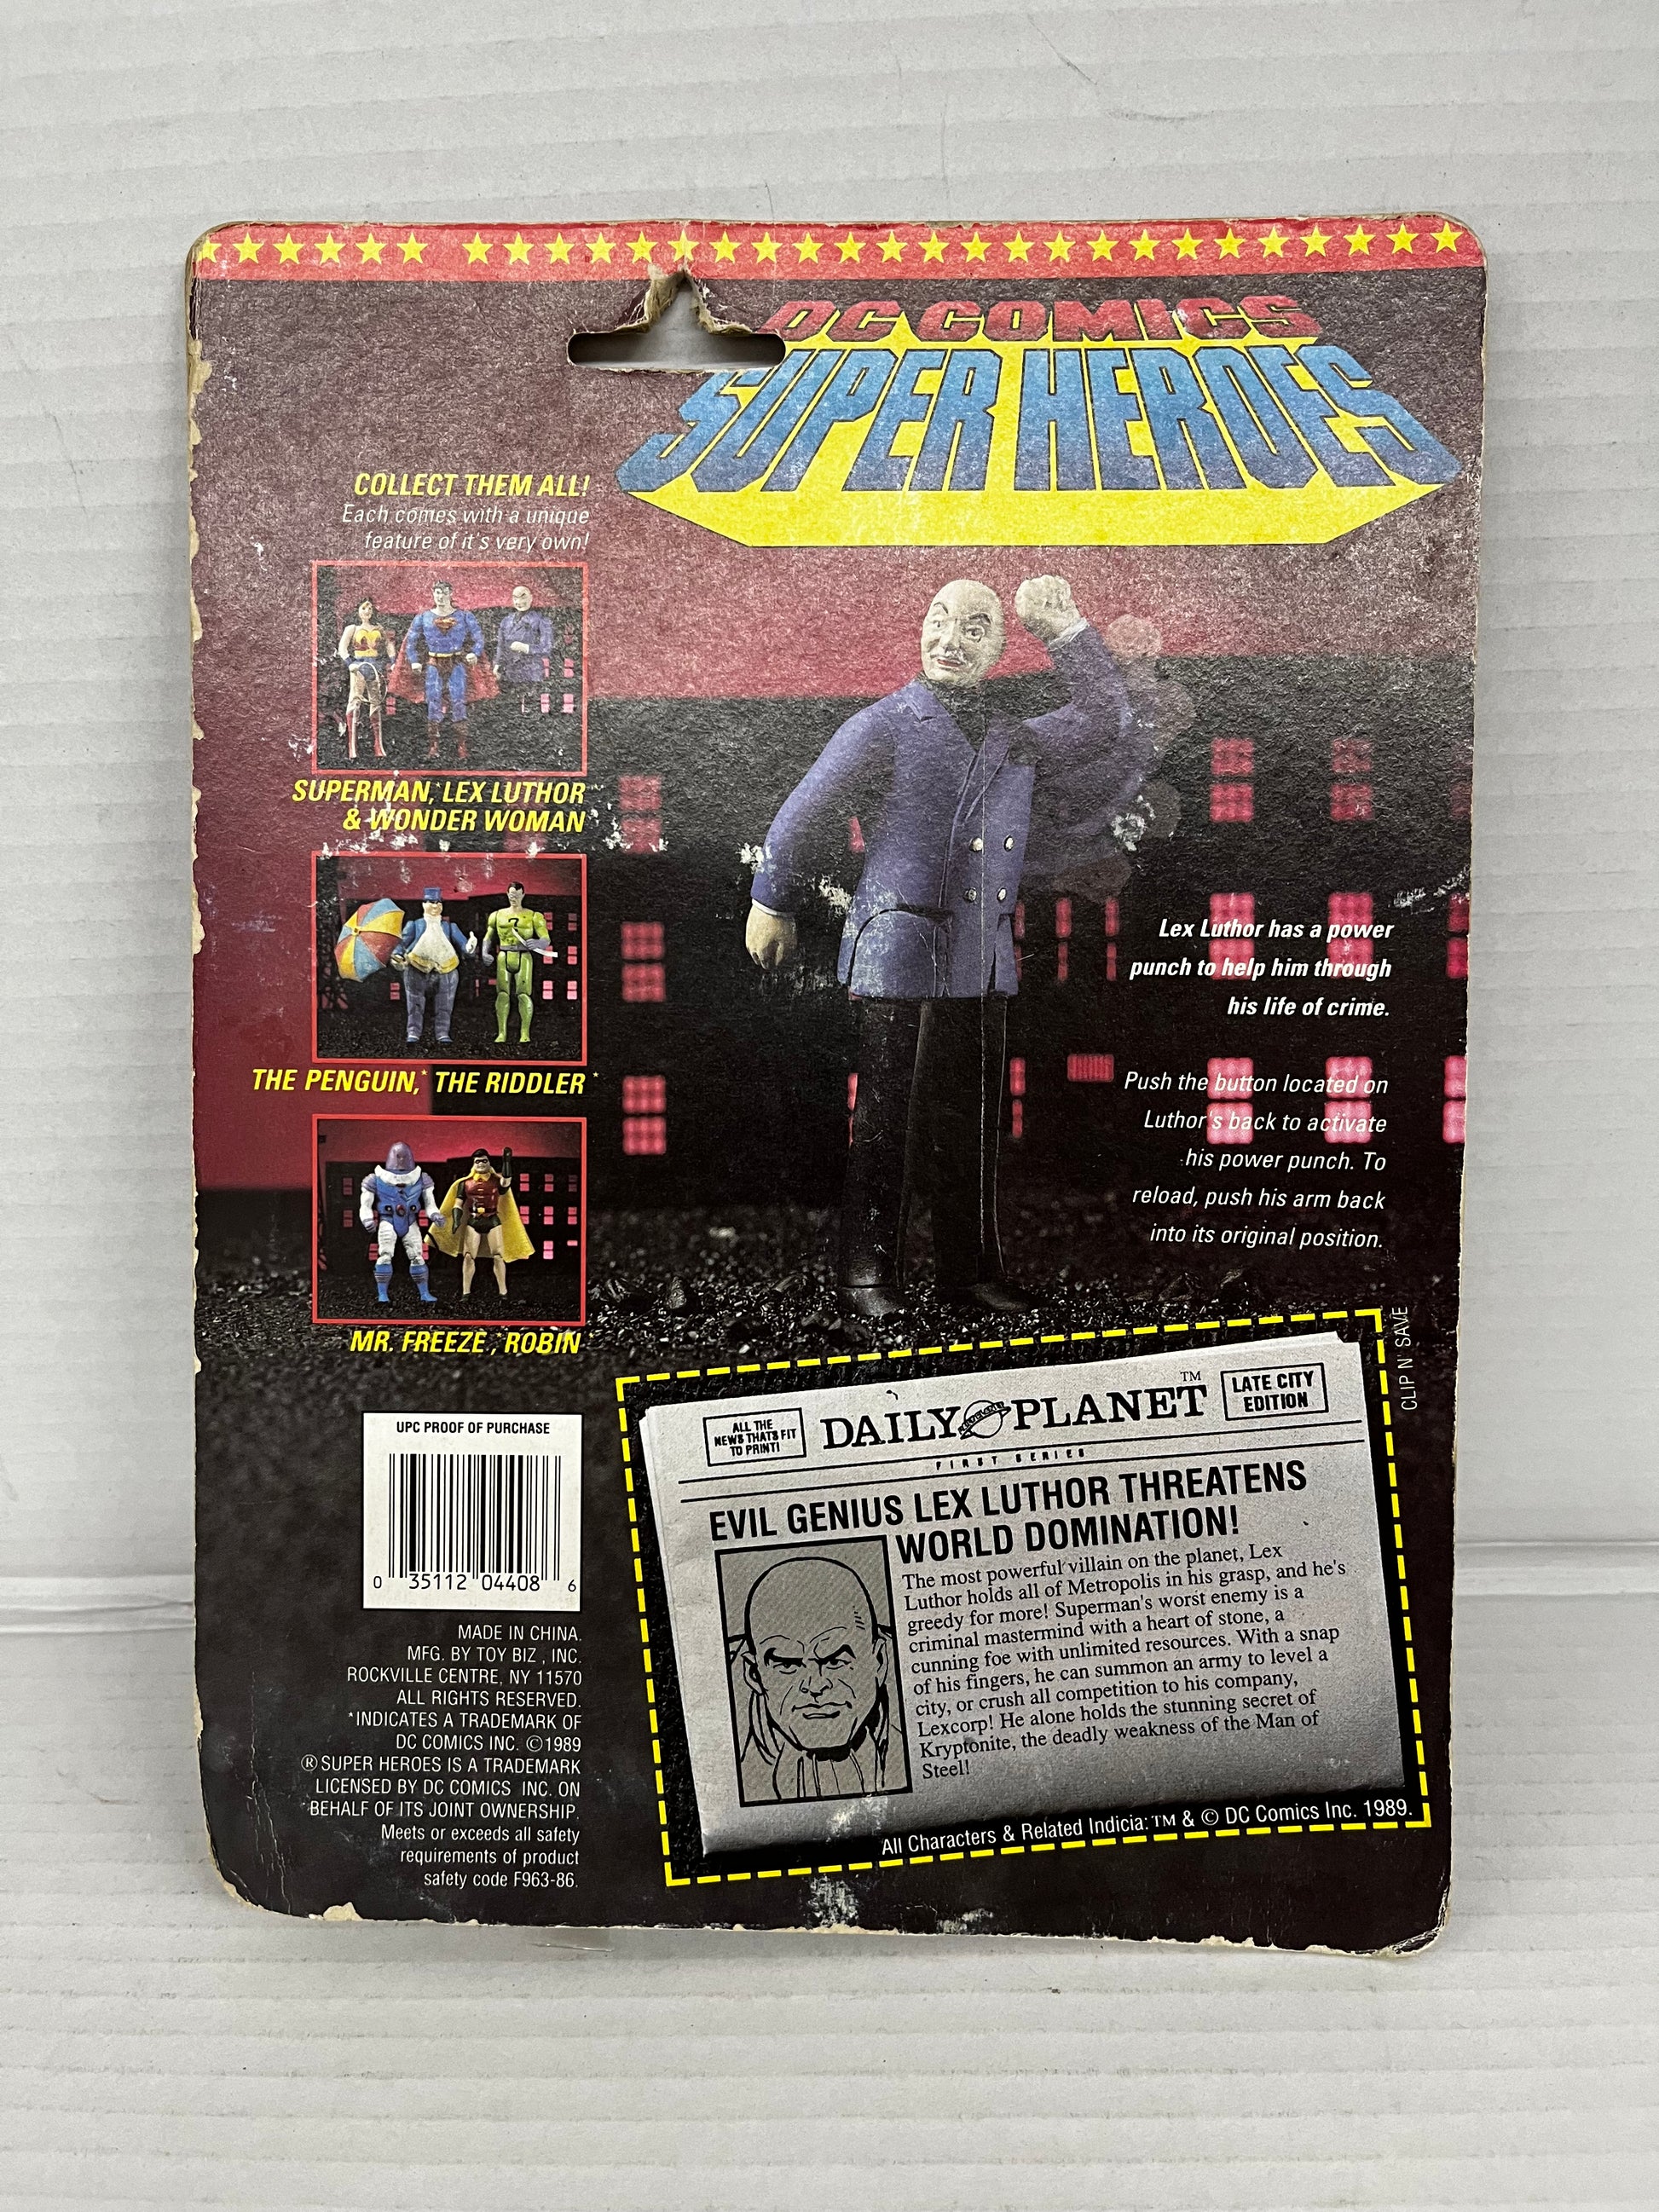 DC COMICS
SUPER HEROES
COLLECT THEM ALL!
Each comes with a unique
feature of it's very own!
SUPERMAN,* LEX LUTHOR*
& WONDER WOMAN
THE PENGUIN,* THE RIDDLER*
MR. FREEZE*, ROBIN*
Lex Luthor has a power
punch to help him through
his life of crime.
Push the button located on
Luthor's back to activate
his power punch. To
reload, push his arm back
into its original position.
CLIP N' SAVE
ALL THE
NEWS THATS FIT
TO PRINT!
DAILY PLANET™
LATE CITY
EDITION
FIRST SERIES
EVIL GENIUS LEX LUTHOR THREATENS
WORLD DOMINATION!
The most powerful villain on the planet, Lex
Luthor holds all of Metropolis in his grasp, and he's
greedy for more! Superman's worst enemy is a
criminal mastermind with a heart of stone, a
cunning foe with unlimited resources. With a snap
of his fingers, he can summon an army to level a
city, or crush all competition to his company,
Lexcorp! He alone holds the stunning secret of
Kryptonite, the deadly weakness of the Man of
Steel!
All Characters & Related Indicia: ™ & © DC Comics Inc. 1989.
UPC PROOF OF PURCHASE
0 35112 04408 6
MADE IN CHINA.
MFG. BY TOY BIZ, INC.
ROCKVILLE CENTRE, NY 11570
ALL RIGHTS RESERVED.
*INDICATES A TRADEMARK OF
DC COMICS INC. ©1989
® SUPER HEROES IS A TRADEMARK
LICENSED BY DC COMICS INC. ON
BEHALF OF ITS JOINT OWNERSHIP.
Meets or exceeds all safety
requirements of product
safety code F963-86.